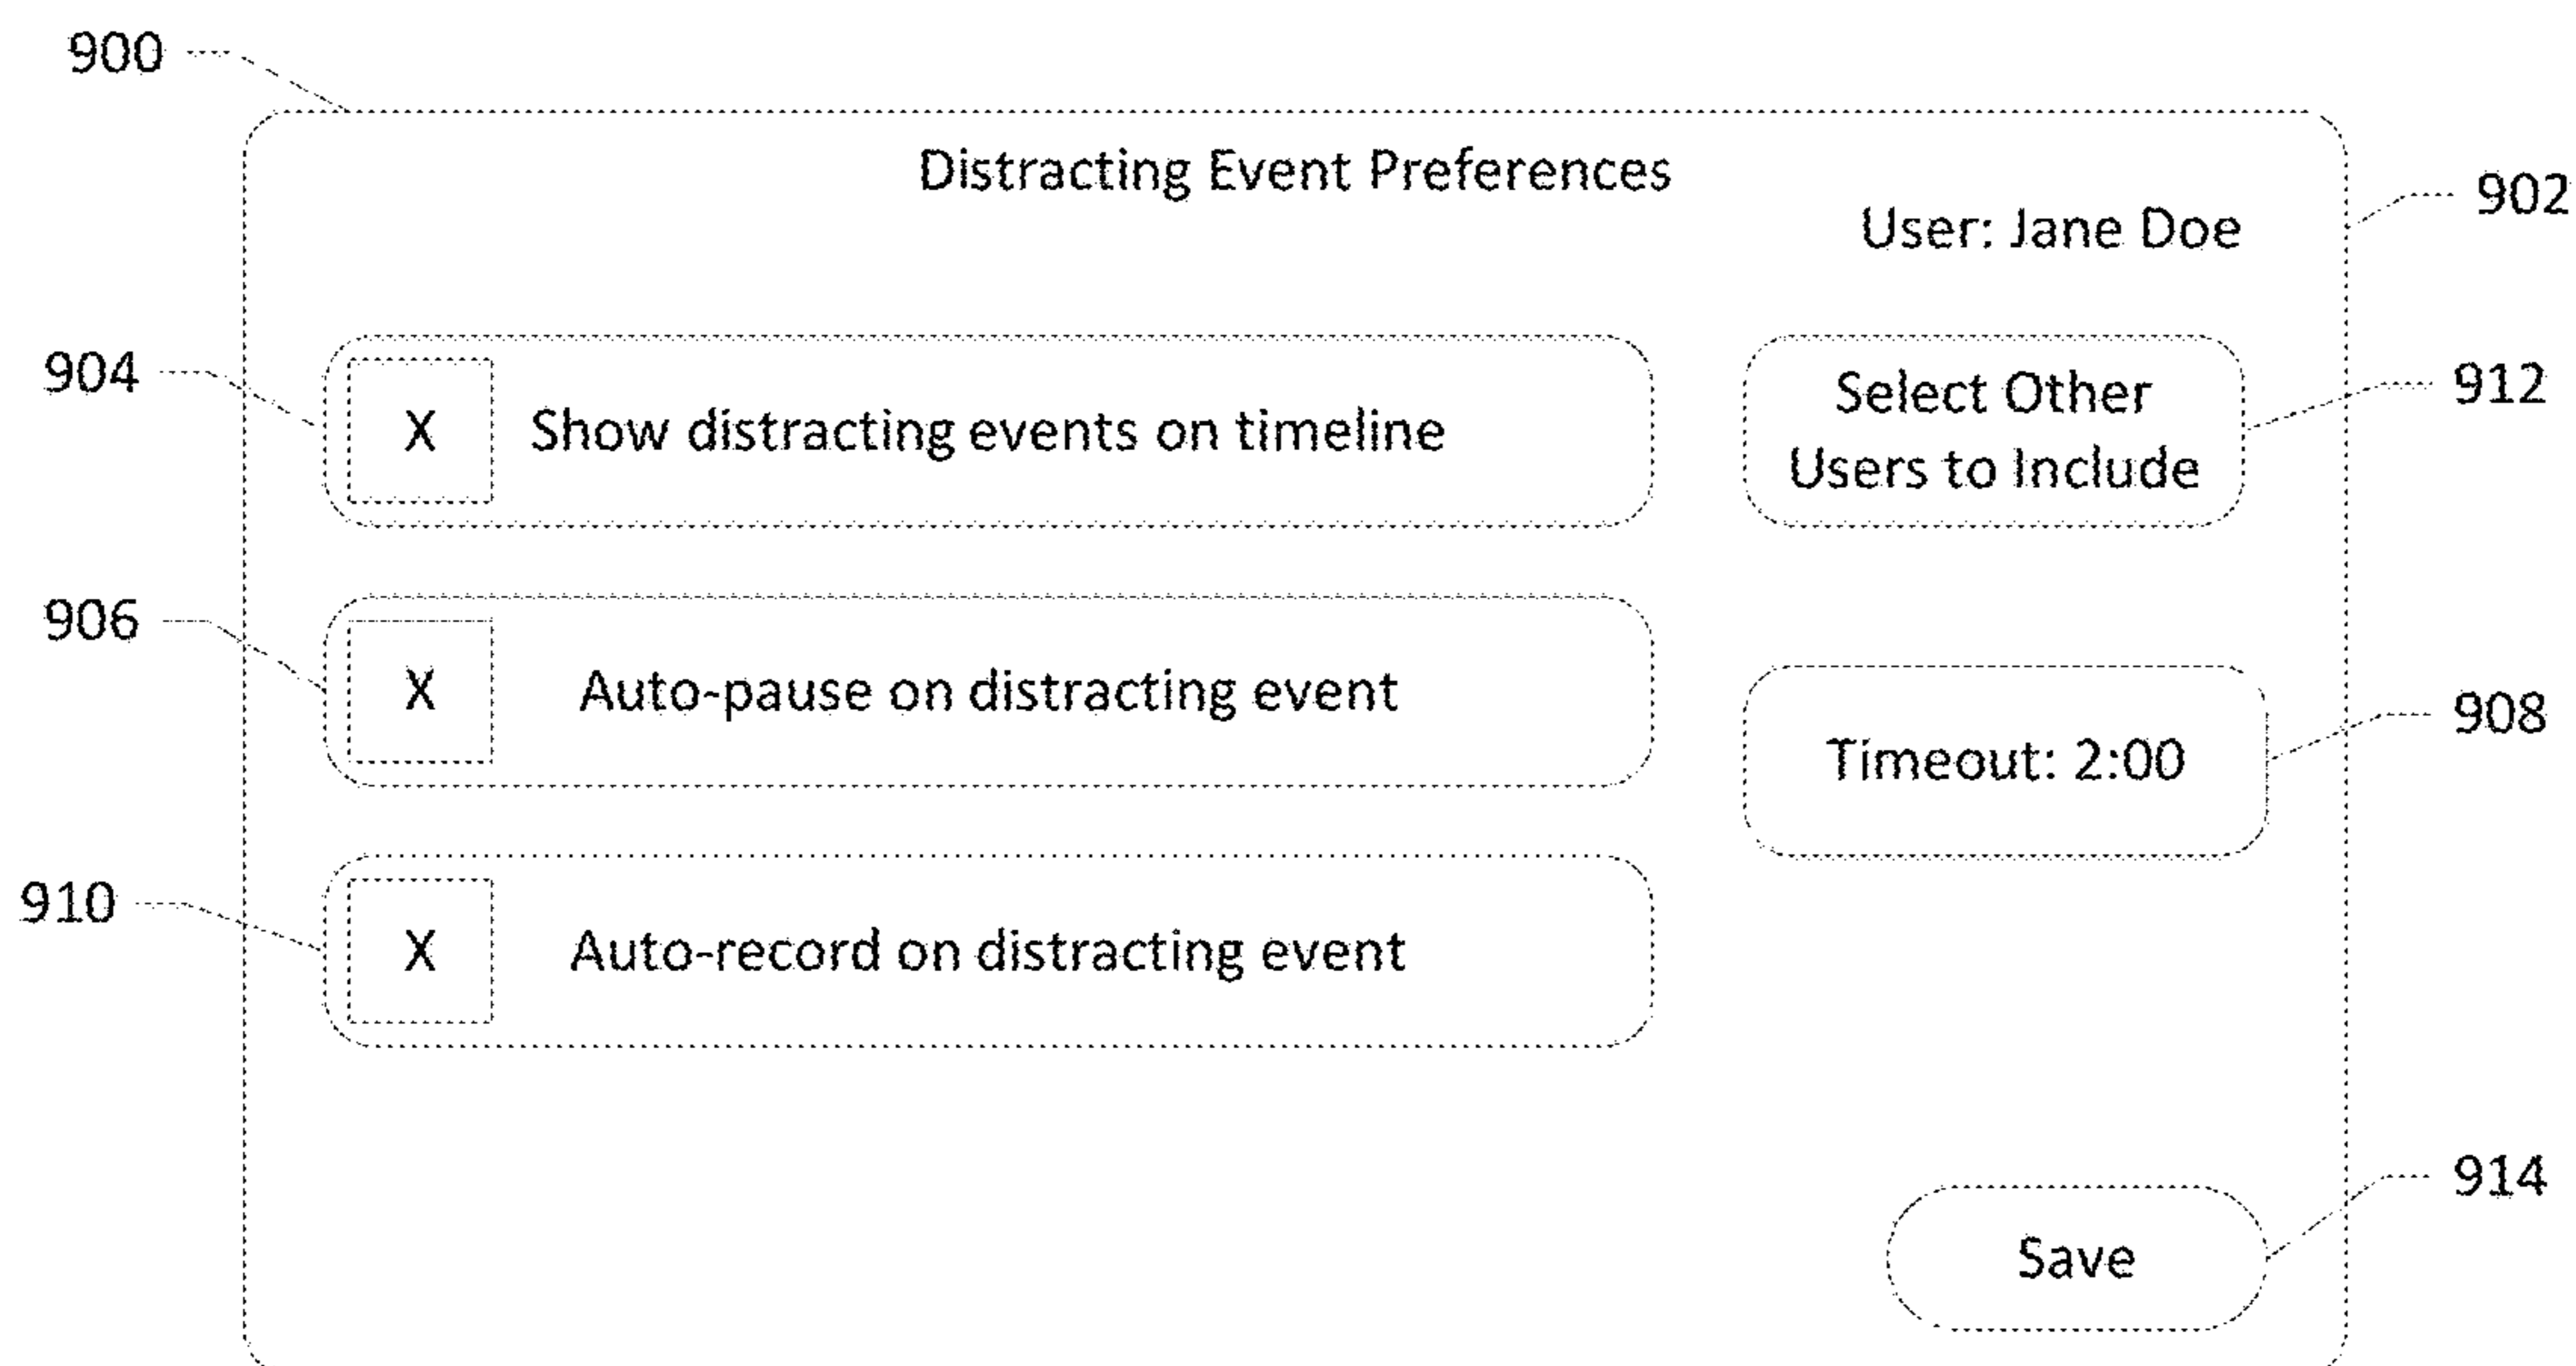 900
Distracting Event Preferences
902
User: Jane Doe
904
X Show distracting events on timeline
Select Other
Users to Include
912
906
X Auto-pause on distracting event
Timeout: 2:00
908
910
X Auto-record on distracting event
914
Save